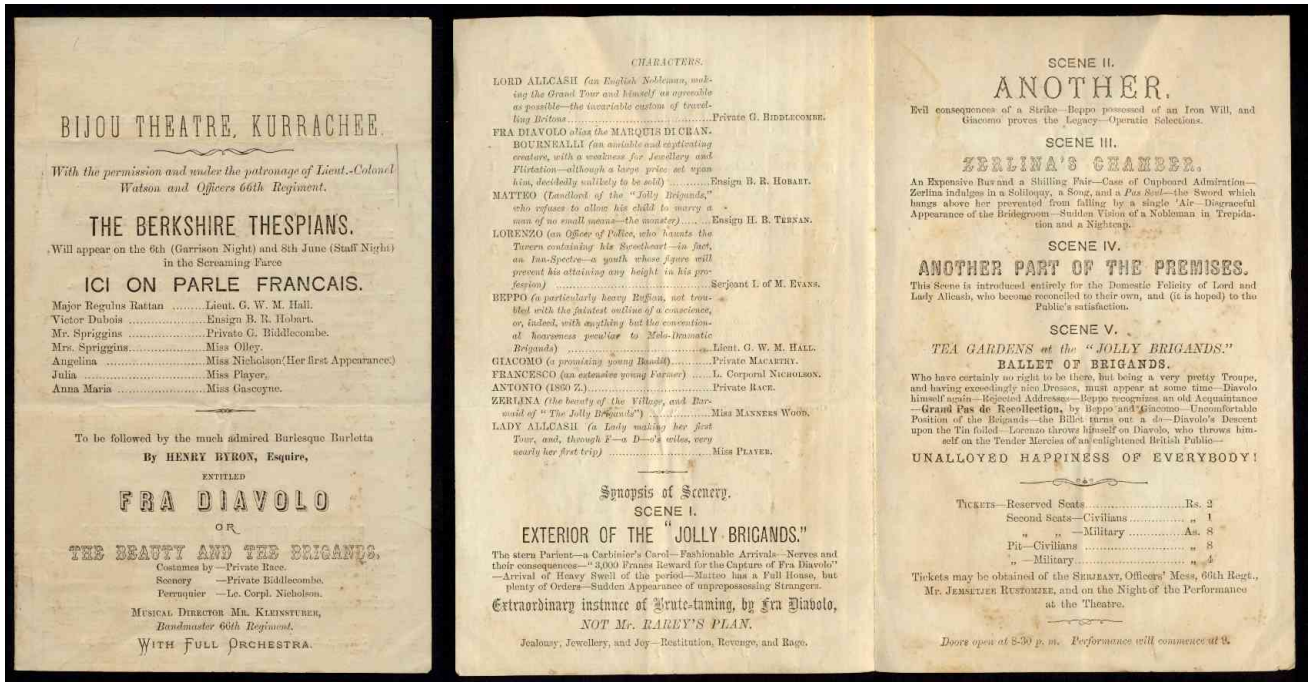 BIJOU THEATRE, KURRACHEE.
With the permission and under the patronage of Lieut.-Colonel
Watson and Officers 66th Regiment.
THE BERKSHIRE THESPIANS.
Will appear on the 6th (Garrison Night) and 8th June (Staff Night)
in the Screaming Farce
ICI ON PARLE FRANCAIS.
Major Regulus Rattan .........Lieut. G. W. M. Hall.
Victor Dubois ......................Ensign B. R. Hobart.
Mr. Spriggins ......................Private G. Biddlecombe.
Mrs. Spriggins......................Miss Olley.
Angelina ......................Miss Nicholson(Her first Appearance.)
Julia ......................Miss Player.
Anna Maria ......................Miss Gascoyne.
To be followed by the much admired Burlesque Burletta
By HENRY BYRON, Esquire,
ENTITLED
FRA DIAVOLO
OR
THE BEAUTY AND THE BRIGANDS,
Costumes by —Private Race.
Scenery —Private Biddlecombe.
Perruquier —Lc. Corpl. Nicholson.
MUSICAL DIRECTOR MR. KLEINSTUBER,
Bandmaster 66th Regiment.
WITH FULL ORCHESTRA.
CHARACTERS.
LORD ALLCASH (an English Nobleman, mak-
ing the Grand Tour and himself as agreeable
as possible—the invariable custom of travel-
ling Britons ..............................Private G. BIDDLECOMBE.
FRA DIAVOLO alias the MARQUIS DI CRAN.
BOURNEALLI (an amiable and captivating
creature, with a weakness for Jewellery and
Flirtation—although a large price set upon
him, decidedly unlikely to be sold) .........Ensign B. R. HOBART.
MATTEO (Landlord of the "Jolly Brigands,"
who refuses to allow his child to marry a
man of no small means—the monster).......Ensign H. B. TERNAN.
LORENZO (an Officer of Police, who haunts the
Tavern containing his Sweetheart—in fact,
an Inn-Spectre—a youth whose figure will
prevent his attaining any height in his pro-
fession) ..............................Serjeant I. of M. EVANS.
BEPPO (a particularly heavy Ruffian, not trou-
bled with the faintest outline of a conscience,
or, indeed, with anything but the convention-
al hoarseness peculiar to Melo-Dramatic
Brigands) ..............................Lieut. G. W. M. HALL.
GIACOMO (a promising young Bandit).........Private MACARTHY.
FRANCESCO (an extensive young Farmer) .....L. Corporal NICHOLSON.
ANTONIO (1860 Z.)..............................Private RACE.
ZERLINA (the beauty of the Village, and Bar-
maid of "The Jolly Brigands") ...............Miss MANNERS WOOD.
LADY ALLCASH (a Lady making her first
Tour, and, through F—a D—o's wiles, very
nearly her first trip) ......................Miss PLAYER.
Synopsis of Scenery.
SCENE I.
EXTERIOR OF THE "JOLLY BRIGANDS."
The stern Parient—a Carbinier's Carol—Fashionable Arrivals—Nerves and
their consequences—"3,000 Francs Reward for the Capture of Fra Diavolo"
—Arrival of Heavy Swell of the period—Matteo has a Full House, but
plenty of Orders—Sudden Appearance of unprepossessing Strangers.
Extraordinary instance of Brute-taming, by Fra Diabolo,
NOT Mr. RAREY'S PLAN.
Jealousy, Jewellery, and Joy—Restitution, Revenge, and Rage.
SCENE II.
ANOTHER.
Evil consequences of a Strike—Beppo possessed of an Iron Will, and
Giacomo proves the Legacy—Operatic Selections.
SCENE III.
ZERLINA'S CHAMBER.
An Expensive Buv and a Shilling Fair—Case of Cupboard Admiration—
Zerlina indulges in a Soliloquy, a Song, and a Pas Seul—the Sword which
hangs above her prevented from falling by a single 'Air—Disgraceful
Appearance of the Bridegroom—Sudden Vision of a Nobleman in Trepida-
tion and a Nightcap.
SCENE IV.
ANOTHER PART OF THE PREMISES.
This Scene is introduced entirely for the Domestic Felicity of Lord and
Lady Allcash, who become reconciled to their own, and (it is hoped) to the
Public's satisfaction.
SCENE V.
TEA GARDENS at the "JOLLY BRIGANDS."
BALLET OF BRIGANDS.
Who have certainly no right to be there, but being a very pretty Troupe,
and having exceedingly nice Dresses, must appear at some time—Diavolo
himself again—Rejected Addresses—Beppo recognizes an old Acquaintance
—Grand Pas de Recollection, by Beppo and Giacomo—Uncomfortable
Position of the Brigands—the Billet turns out a do—Diavolo's Descent
upon the Tin foiled—Lorenzo throws himself on Diavolo, who throws him-
self on the Tender Mercies of an enlightened British Public—
UNALLOYED HAPPINESS OF EVERYBODY!
TICKETS—Reserved Seats......................Rs. 2
Second Seats—Civilians............... „ 1
„ „ —Military ......... As. 8
Pit—Civilians ...................... „ 8
„ —Military...................... „ 4
Tickets may be obtained of the SERJEANT, Officers' Mess, 66th Regt.,
Mr. JEMSETJEE RUSTOMJEE, and on the Night of the Performance
at the Theatre.
Doors open at 8-30 p. m. Performance will commence at 9.